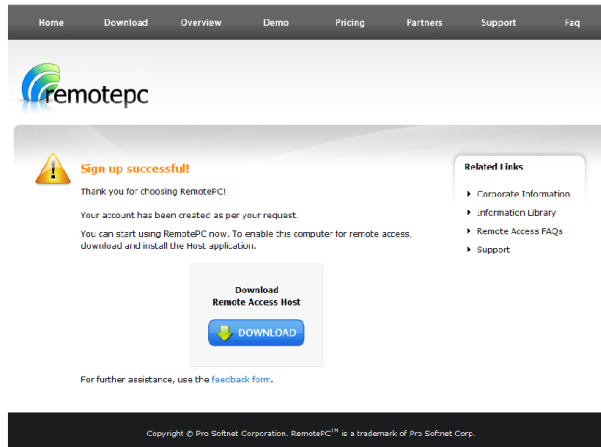 Home Download Overview Demo Pricing Partners Support Faq
remotepc
Sign up successful!
Thank you for choosing RemotePC!
Your account has been created as per your request.
You can start using RemotePC now. To enable this computer for remote access,
download and install the Host application.
Download
Remote Access Host
DOWNLOAD
For further assistance, use the feedback form.
Related Links
Corporate Information
Information Library
Remote Access FAQs
Support
Copyright © Pro Softnet Corporation. RemotePC™ is a trademark of Pro Softnet Corp.